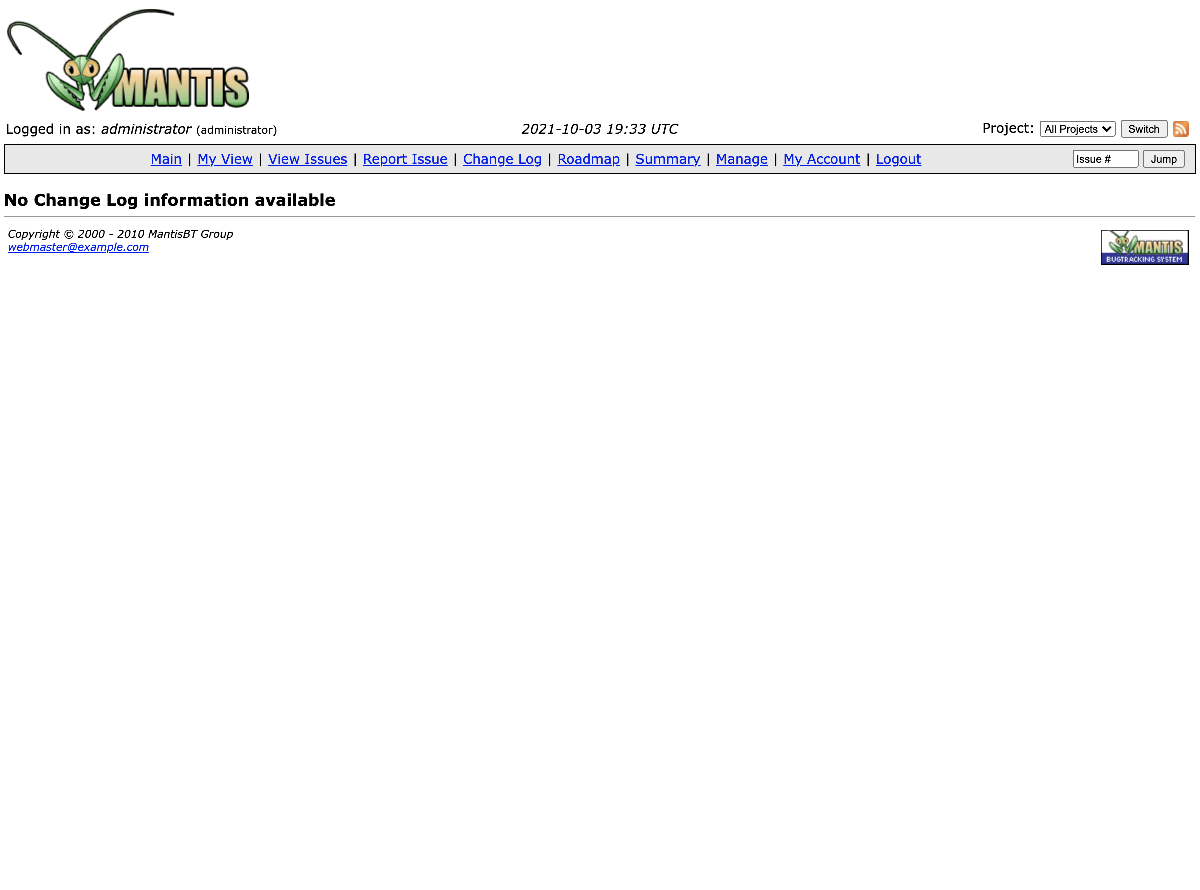 MANTIS
Logged in as: administrator (administrator)
2021-10-03 19:33 UTC
Project: All Projects Switch
Main | My View | View Issues | Report Issue | Change Log | Roadmap | Summary | Manage | My Account | Logout
Issue # Jump
No Change Log information available
Copyright © 2000 - 2010 MantisBT Group
webmaster@example.com
MANTIS
BUGTRACKING SYSTEM